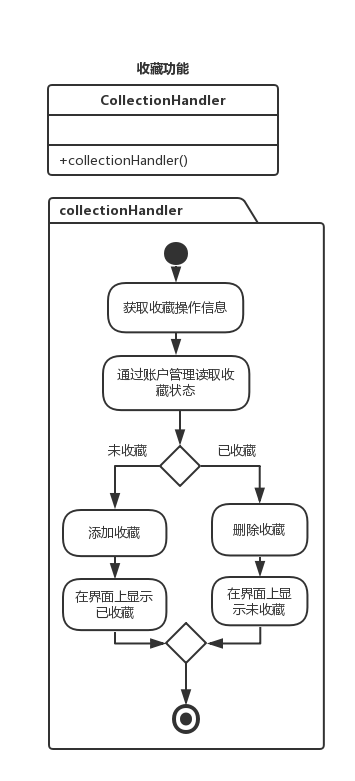 收藏功能
CollectionHandler
+collectionHandler()
collectionHandler
获取收藏操作信息
通过账户管理读取收
藏状态
未收藏
已收藏
添加收藏
删除收藏
在界面上显示
已收藏
在界面上显
示未收藏